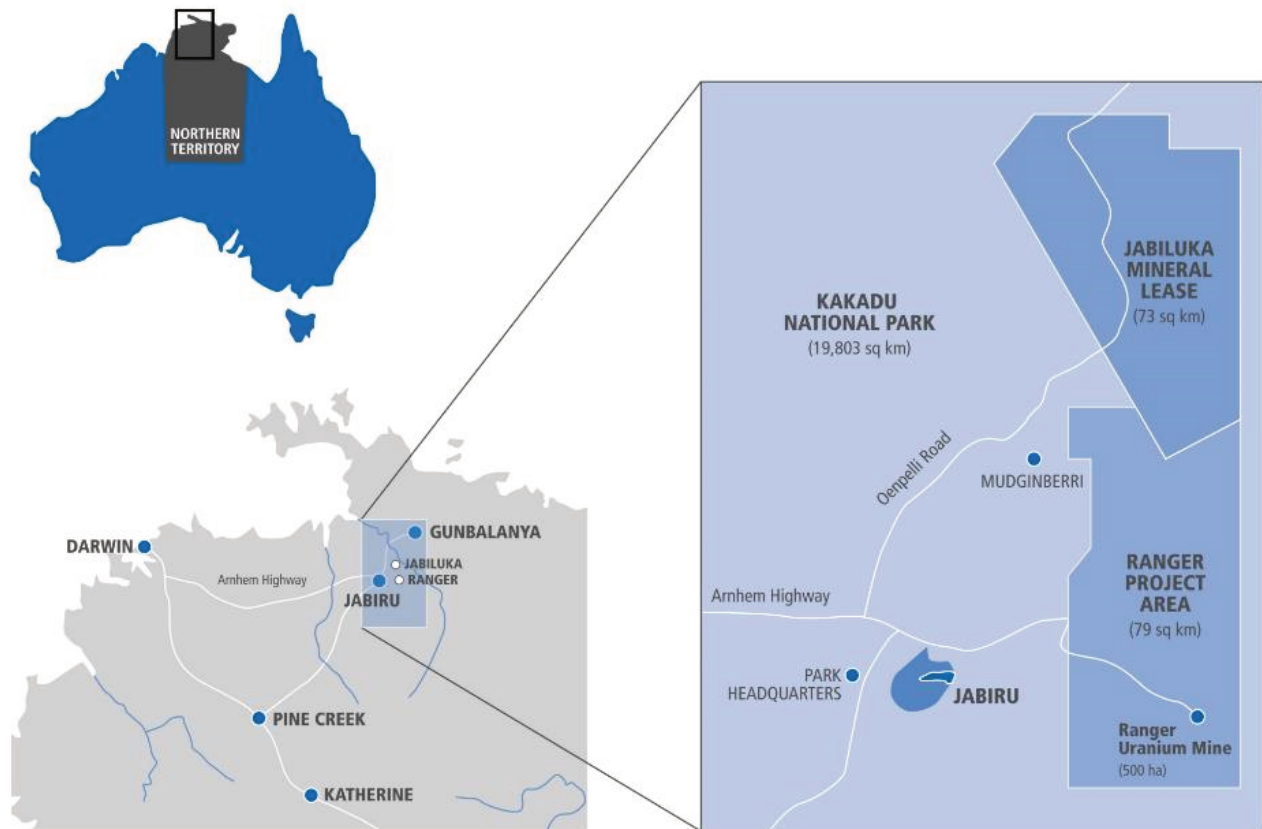 NORTHERN
TERRITORY
DARWIN
Arnhem Highway
GUNBALANYA
JABILUKA
RANGER
JABIRU
PINE CREEK
KATHERINE
KAKADU
NATIONAL PARK
(19,803 sq km)
JABILUKA
MINERAL
LEASE
(73 sq km)
Oenpelli Road
MUDGINBERRI
Arnhem Highway
RANGER
PROJECT
AREA
(79 sq km)
PARK
HEADQUARTERS
JABIRU
Ranger
Uranium Mine
(500 ha)